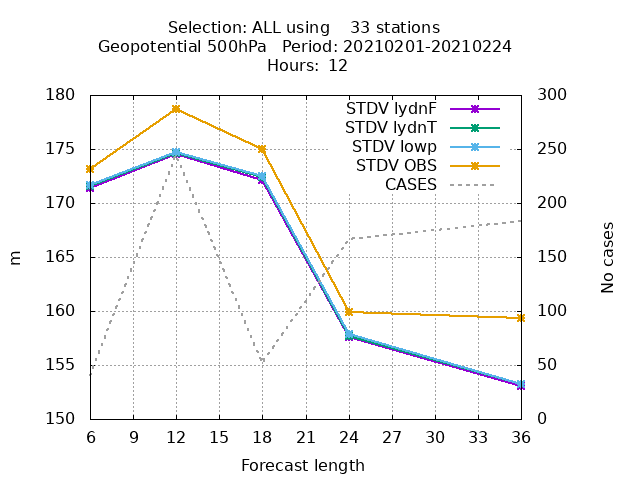 Selection: ALL using    33 stations
Geopotential 500hPa   Period: 20210201-20210224
Hours: 12
180
175
170
165
160
155
150
m
300
250
200
150
100
50
0
No cases
STDV lydnF
STDV lydnT
STDV lowp
STDV OBS
CASES
6 9 12 15 18 21 24 27 30 33 36
Forecast length